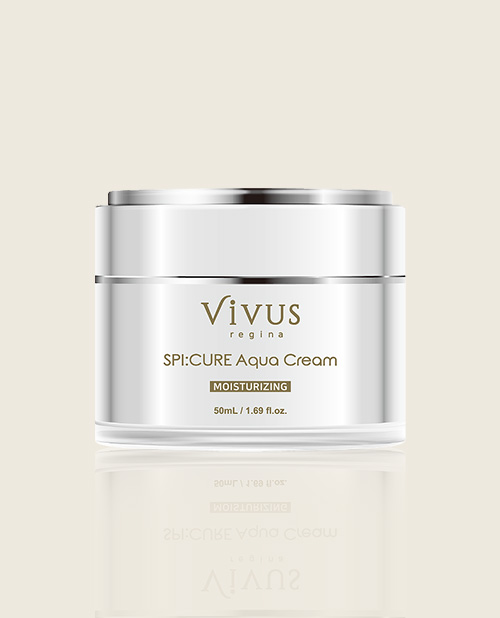 Vivus
regina
SPI:CURE Aqua Cream
MOISTURIZING
50mL / 1.69 fl.oz.